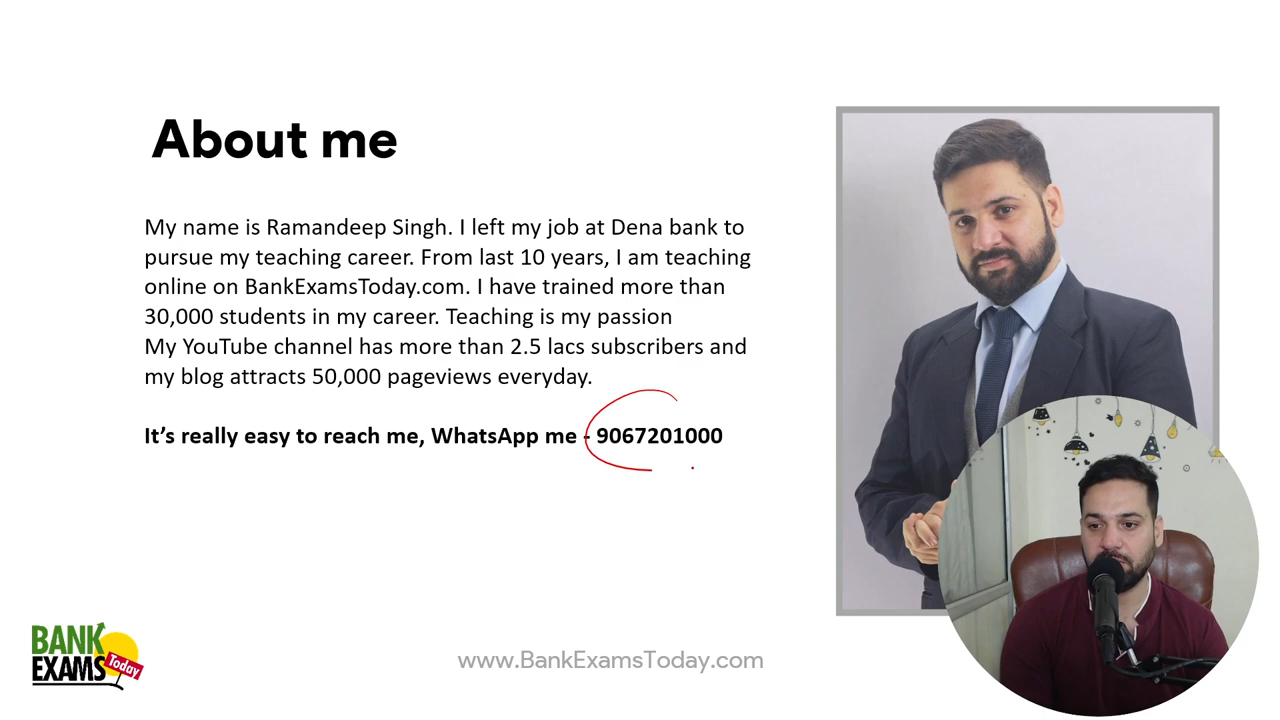 About me
My name is Ramandeep Singh. I left my job at Dena bank to
pursue my teaching career. From last 10 years, I am teaching
online on BankExamsToday.com. I have trained more than
30,000 students in my career. Teaching is my passion
My YouTube channel has more than 2.5 lacs subscribers and
my blog attracts 50,000 pageviews everyday.
It's really easy to reach me, WhatsApp me - 9067201000
BANK
EXAMS
Today
www.BankExamsToday.com